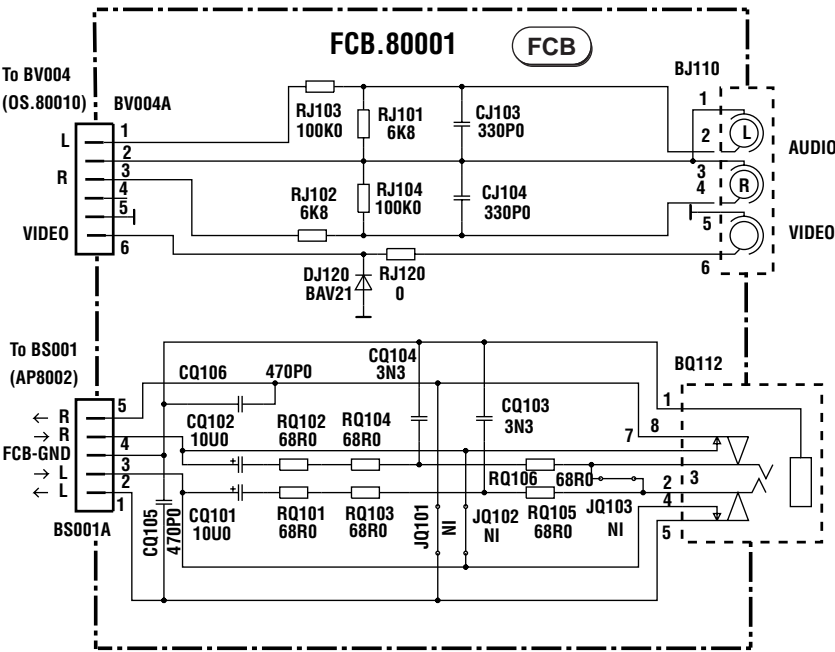 FCB.80001
FCB
To BV004
(OS.80010)
BV004A
BJ110
L
R
VIDEO
1
2
3
4
5
6
RJ103
100K0
RJ101
6K8
CJ103
330P0
RJ102
6K8
RJ104
100K0
CJ104
330P0
DJ120
BAV21
RJ120
0
1
2
3
4
5
6
L
R
AUDIO
VIDEO
To BS001
(AP8002)
BS001A
← R
→ R
FCB-GND
→ L
← L
5
4
3
2
1
CQ106
470P0
CQ104
3N3
CQ103
3N3
CQ102
10U0
+
RQ102
68R0
RQ104
68R0
CQ105
470P0
CQ101
10U0
+
RQ101
68R0
RQ103
68R0
JQ101
NI
JQ102
NI
RQ106
68R0
RQ105
68R0
JQ103
NI
BQ112
1
8
7
3
2
4
5